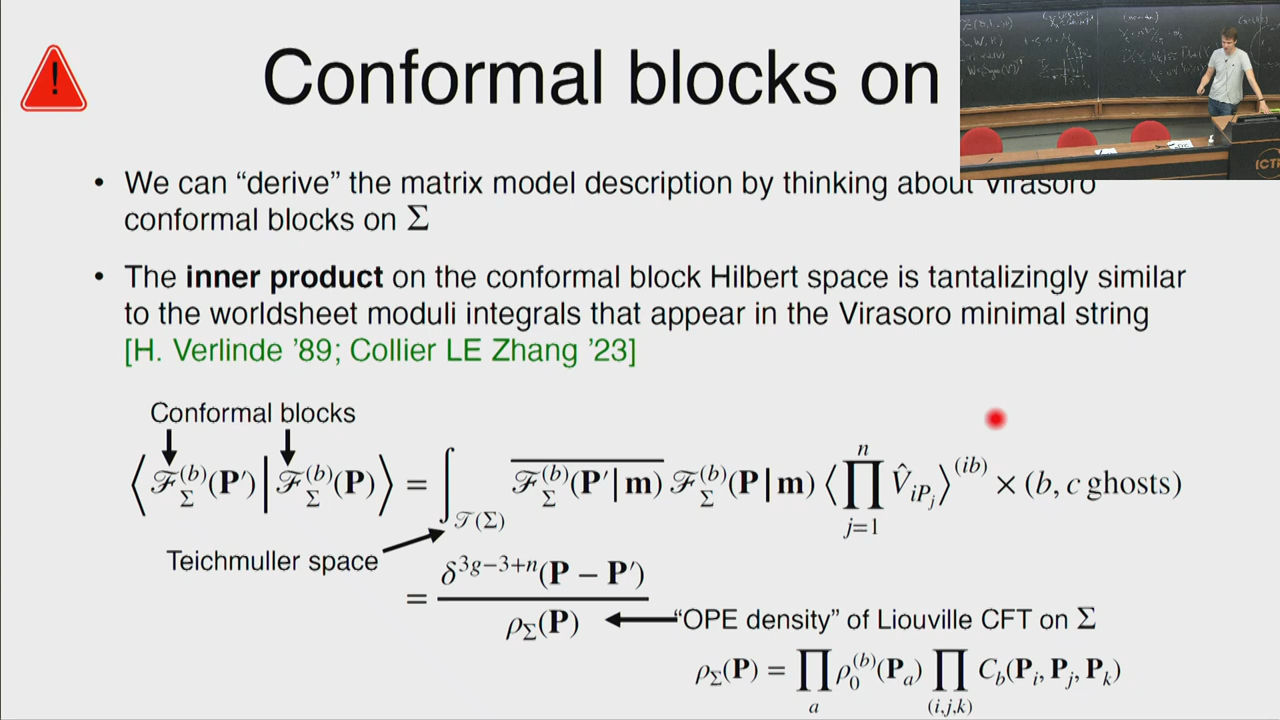 Conformal blocks on
• We can “derive” the matrix model description by thinking about Virasoro
conformal blocks on Σ
• The inner product on the conformal block Hilbert space is tantalizingly similar
to the worldsheet moduli integrals that appear in the Virasoro minimal string
[H. Verlinde ’89; Collier LE Zhang ’23]
Conformal blocks
⟨ℱ_Σ^{(b)}(P′)|ℱ_Σ^{(b)}(P)⟩ = ∫_{𝒯(Σ)} \overline{ℱ_Σ^{(b)}(P′|m)} ℱ_Σ^{(b)}(P|m) ⟨∏_{j=1}^{n} V̂_{iP_j}⟩^{(ib)} × (b, c ghosts)
Teichmuller space
= δ^{3g−3+n}(P − P′) / ρ_Σ(P)
“OPE density” of Liouville CFT on Σ
ρ_Σ(P) = ∏_a ρ_0^{(b)}(P_a) ∏_{(i,j,k)} C_b(P_i, P_j, P_k)